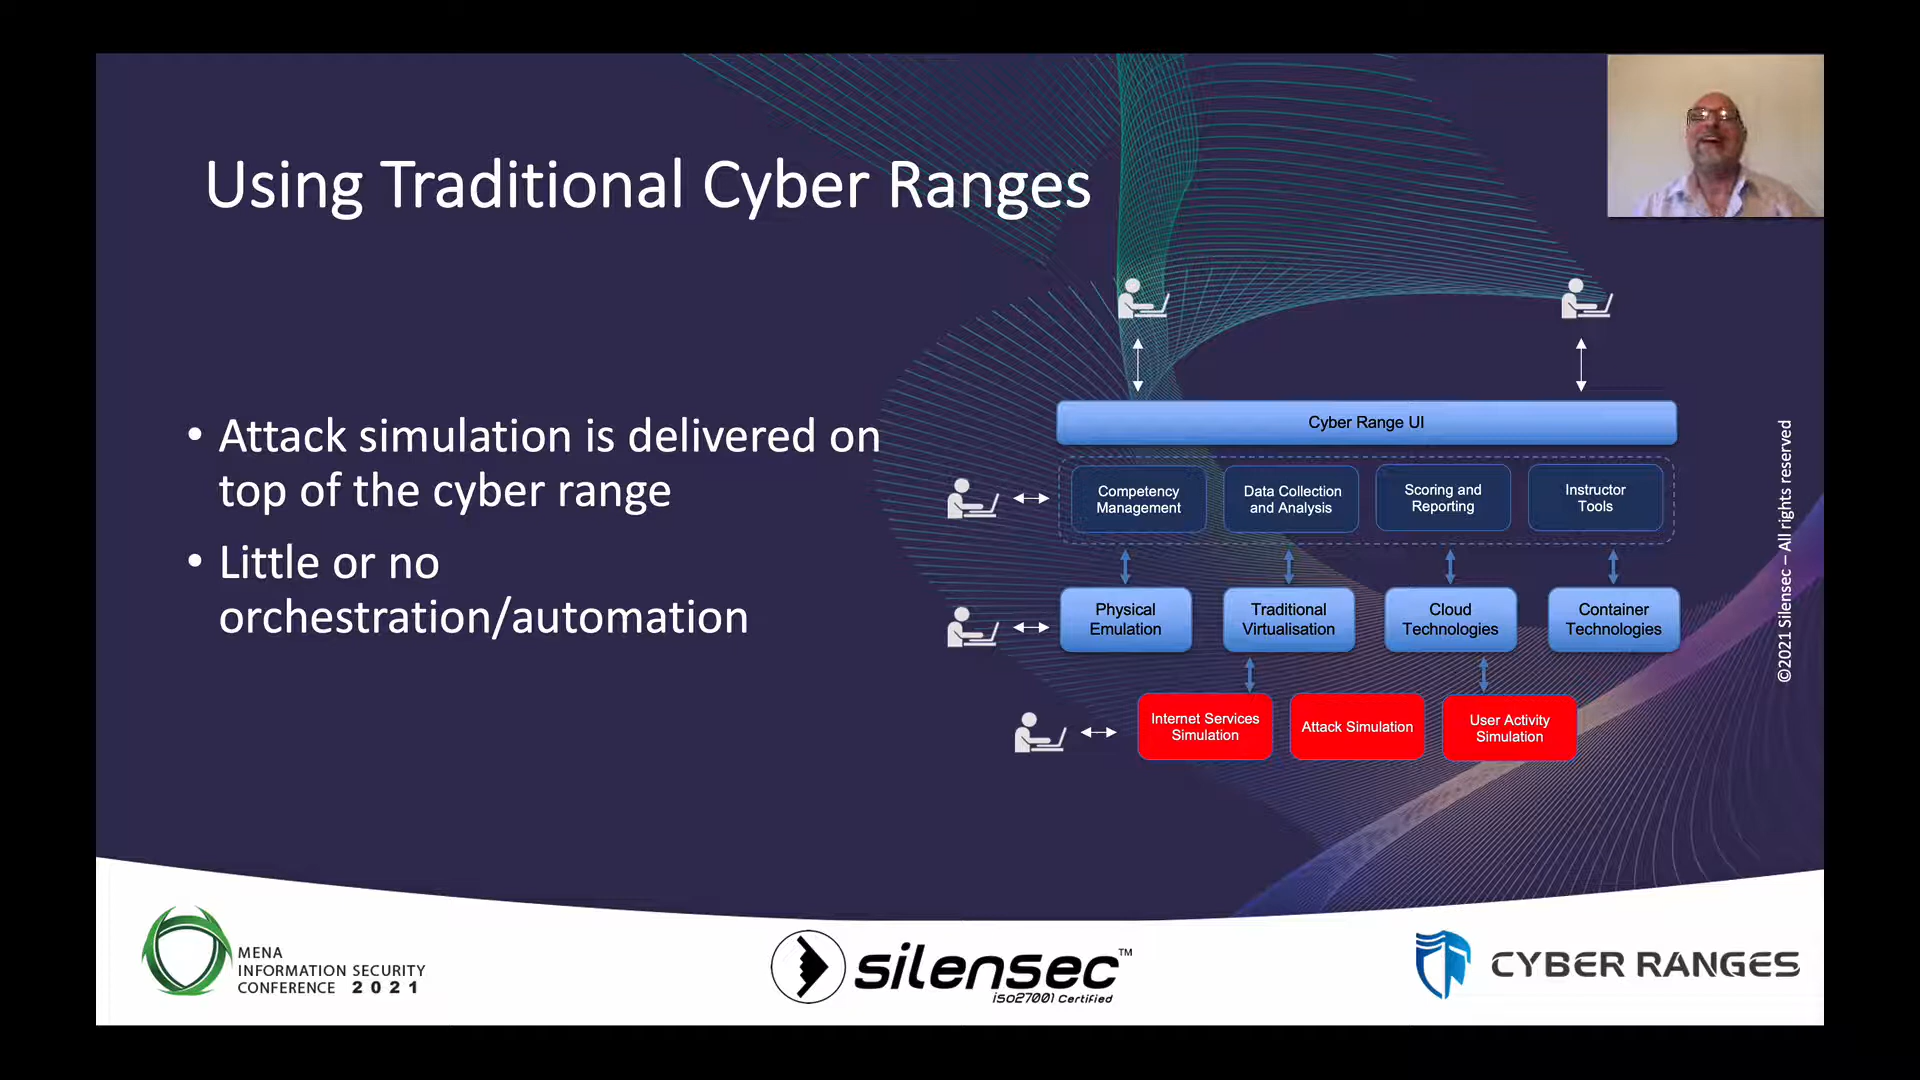 Using Traditional Cyber Ranges
• Attack simulation is delivered on
top of the cyber range
• Little or no
orchestration/automation
Cyber Range UI
Competency
Management
Data Collection
and Analysis
Scoring and
Reporting
Instructor
Tools
Physical
Emulation
Traditional
Virtualisation
Cloud
Technologies
Container
Technologies
Internet Services
Simulation
Attack Simulation
User Activity
Simulation
©2021 Silensec – All rights reserved
MENA
INFORMATION SECURITY
CONFERENCE 2021
silensec™
iso27001 Certified
CYBER RANGES